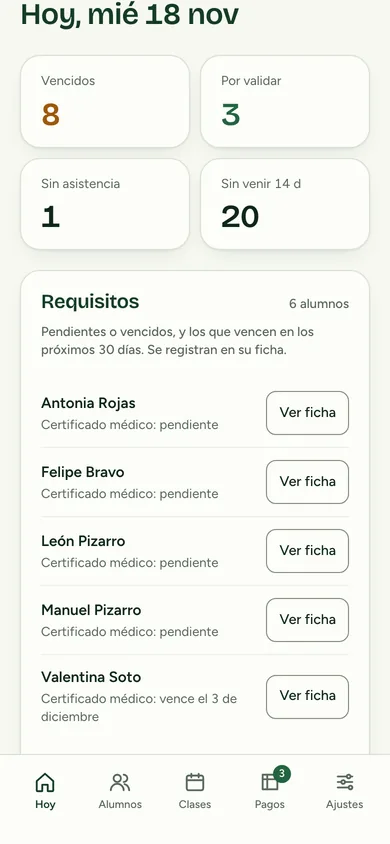 Hoy, mié 18 nov
Vencidos
8
Por validar
3
Sin asistencia
1
Sin venir 14 d
20
Requisitos
6 alumnos
Pendientes o vencidos, y los que vencen en los
próximos 30 días. Se registran en su ficha.
Antonia Rojas
Certificado médico: pendiente
Ver ficha
Felipe Bravo
Certificado médico: pendiente
Ver ficha
León Pizarro
Certificado médico: pendiente
Ver ficha
Manuel Pizarro
Certificado médico: pendiente
Ver ficha
Valentina Soto
Certificado médico: vence el 3 de
diciembre
Ver ficha
Hoy
Alumnos
Clases
3
Pagos
Ajustes